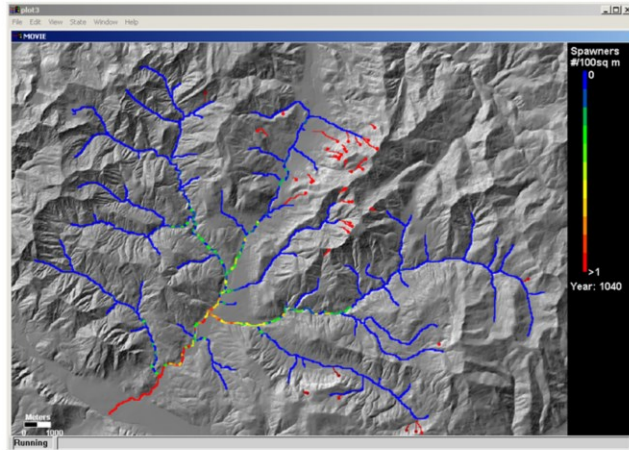 plot3
File Edit View State Window Help
MOVIE
Spawners
#/100sq m
0
>1
Year: 1040
Meters
0 1000
Running